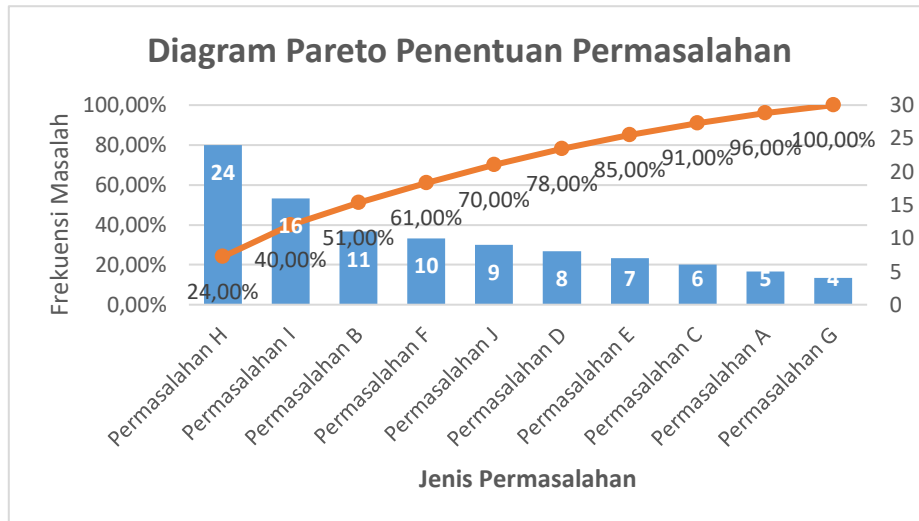 Diagram Pareto Penentuan Permasalahan
100,00%
80,00%
60,00%
40,00%
20,00%
0,00%
Frekuensi Masalah
30
25
20
15
10
5
0
24
16
11
10
9
8
7
6
5
4
24,00%
40,00%
51,00%
61,00%
70,00%
78,00%
85,00%
91,00%
96,00%
100,00%
Permasalahan H
Permasalahan I
Permasalahan B
Permasalahan F
Permasalahan J
Permasalahan D
Permasalahan E
Permasalahan C
Permasalahan A
Permasalahan G
Jenis Permasalahan